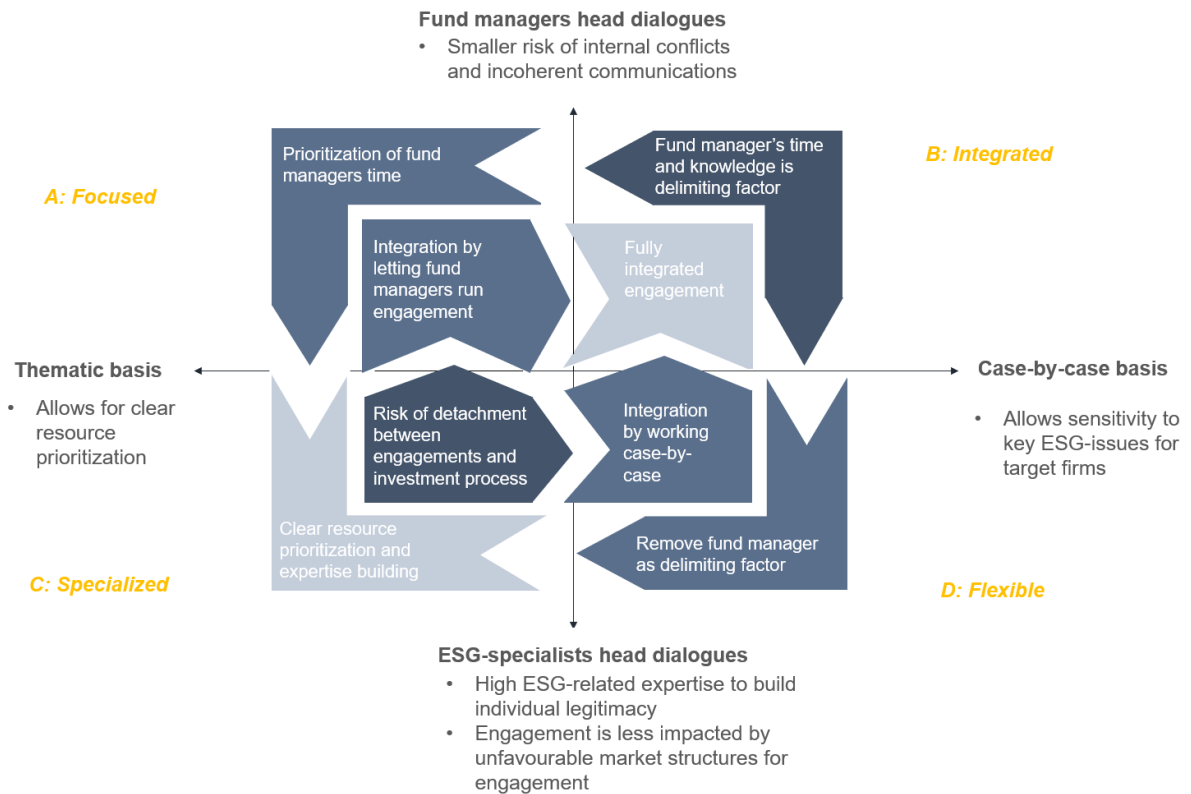 Fund managers head dialogues
• Smaller risk of internal conflicts
and incoherent communications
A: Focused
Prioritization of fund
managers time
Fund manager's time
and knowledge is
delimiting factor
B: Integrated
Integration by
letting fund
managers run
engagement
Fully
integrated
engagement
Thematic basis
• Allows for clear
resource
prioritization
Case-by-case basis
• Allows sensitivity to
key ESG-issues for
target firms
Risk of detachment
between
engagements and
investment process
Integration
by working
case-by-
case
Clear resource
prioritization and
expertise building
Remove fund manager
as delimiting factor
C: Specialized
D: Flexible
ESG-specialists head dialogues
• High ESG-related expertise to build
individual legitimacy
• Engagement is less impacted by
unfavourable market structures for
engagement